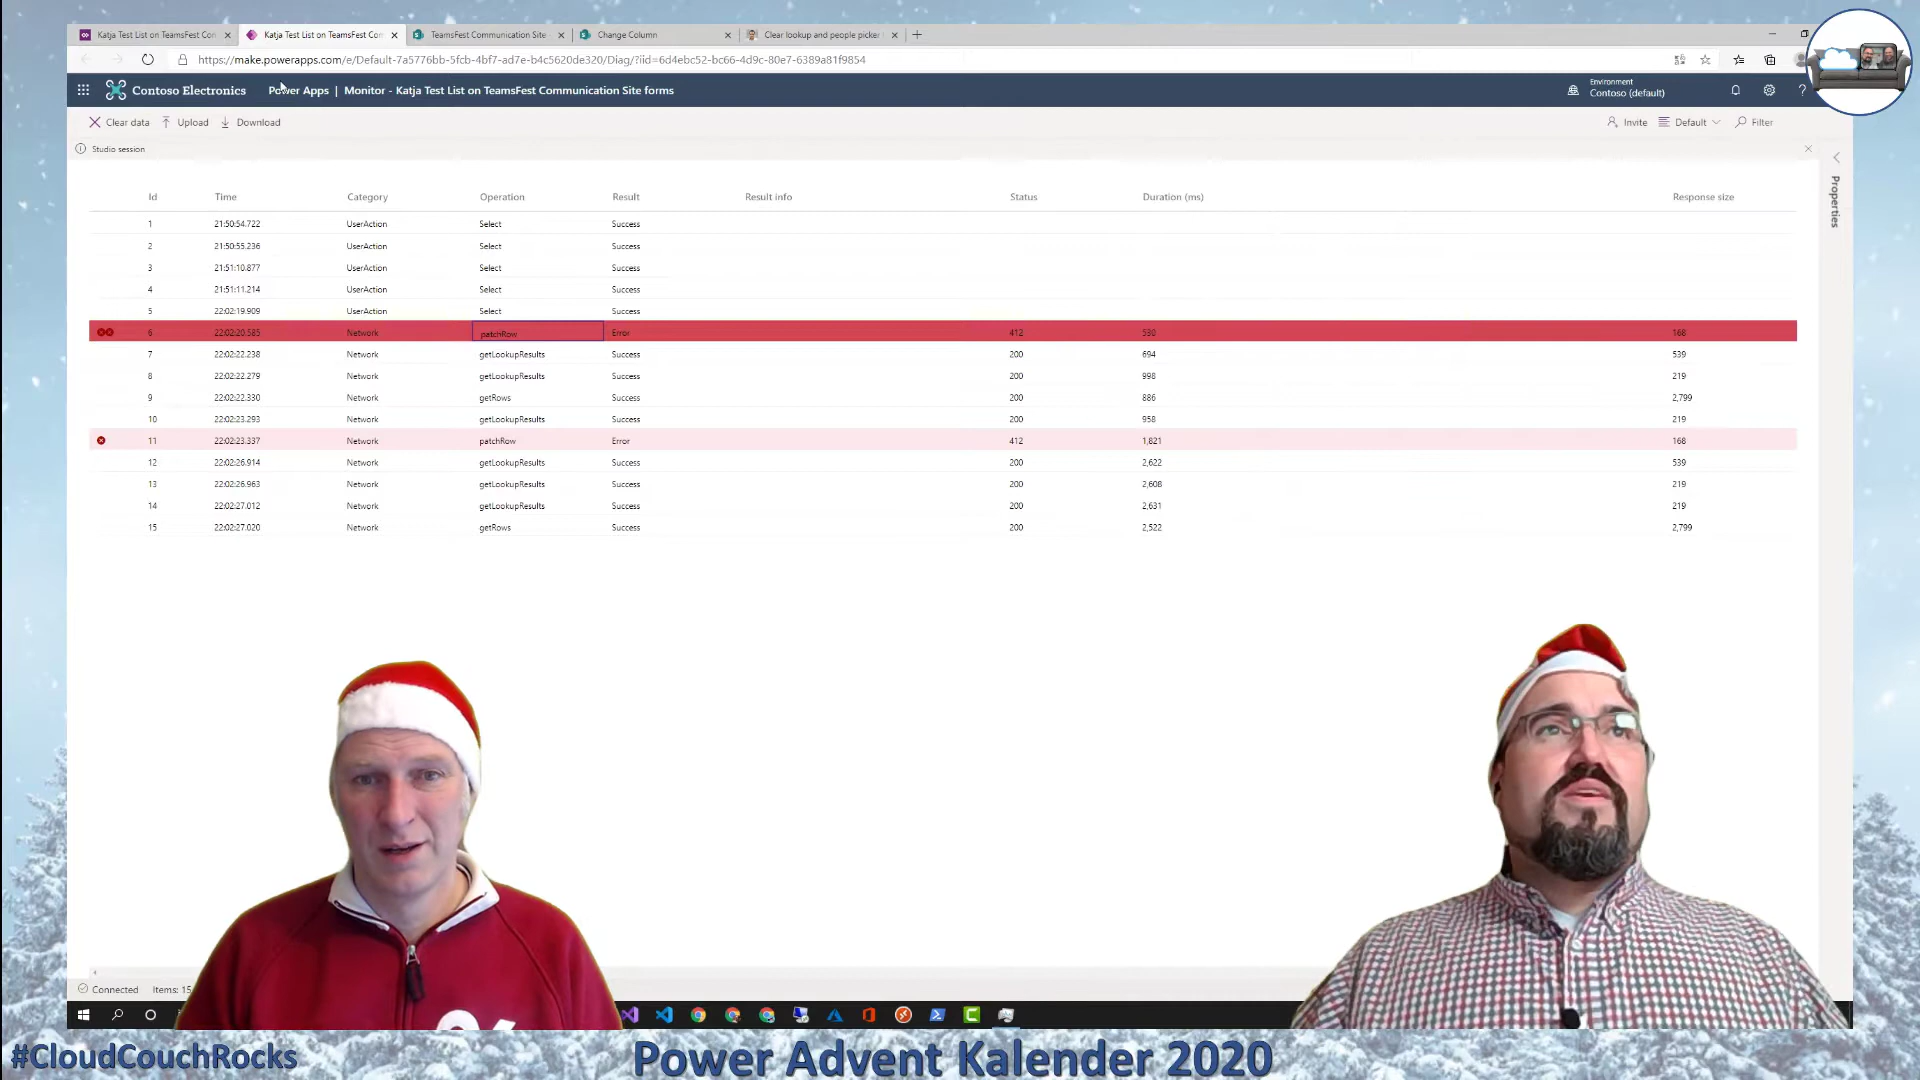 Katja Test List on TeamsFest Con
Katja Test List on TeamsFest Con
TeamsFest Communication Site -
Change Column
Clear lookup and people picker
https://make.powerapps.com/e/Default-7a5776bb-5fcb-4bf7-ad7e-b4c5620de320/Diag/?iid=6d4ebc52-bc66-4d9c-80e7-6389a81f9854
Contoso Electronics Power Apps | Monitor - Katja Test List on TeamsFest Communication Site forms
Environment
Contoso (default)
?
Clear data Upload Download Invite Default Filter
Studio session
Properties
Id Time Category Operation Result Result info Status Duration (ms) Response size
1 21:50:54.722 UserAction Select Success
2 21:50:55.236 UserAction Select Success
3 21:51:10.877 UserAction Select Success
4 21:51:11.214 UserAction Select Success
5 22:02:19.909 UserAction Select Success
6 22:02:20.585 Network patchRow Error 412 530 168
7 22:02:22.238 Network getLookupResults Success 200 694 539
8 22:02:22.279 Network getLookupResults Success 200 998 219
9 22:02:22.330 Network getRows Success 200 886 2,799
10 22:02:23.293 Network getLookupResults Success 200 958 219
11 22:02:23.337 Network patchRow Error 412 1,821 168
12 22:02:26.914 Network getLookupResults Success 200 2,622 539
13 22:02:26.963 Network getLookupResults Success 200 2,608 219
14 22:02:27.012 Network getLookupResults Success 200 2,631 219
15 22:02:27.020 Network getRows Success 200 2,522 2,799
Connected Items: 15
#CloudCouchRocks
Power Advent Kalender 2020